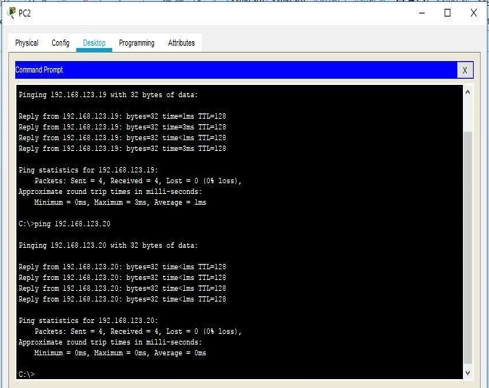 PC2
Physical Config Desktop Programming Attributes
Command Prompt X
Pinging 192.168.123.19 with 32 bytes of data:
Reply from 192.168.123.19: bytes=32 time=1ms TTL=128
Reply from 192.168.123.19: bytes=32 time=3ms TTL=128
Reply from 192.168.123.19: bytes=32 time<1ms TTL=128
Reply from 192.168.123.19: bytes=32 time=3ms TTL=128
Ping statistics for 192.168.123.19:
Packets: Sent = 4, Received = 4, Lost = 0 (0% loss),
Approximate round trip times in milli-seconds:
Minimum = 0ms, Maximum = 3ms, Average = 1ms
C:\>ping 192.168.123.20
Pinging 192.168.123.20 with 32 bytes of data:
Reply from 192.168.123.20: bytes=32 time<1ms TTL=128
Reply from 192.168.123.20: bytes=32 time<1ms TTL=128
Reply from 192.168.123.20: bytes=32 time<1ms TTL=128
Reply from 192.168.123.20: bytes=32 time<1ms TTL=128
Ping statistics for 192.168.123.20:
Packets: Sent = 4, Received = 4, Lost = 0 (0% loss),
Approximate round trip times in milli-seconds:
Minimum = 0ms, Maximum = 0ms, Average = 0ms
C:\>